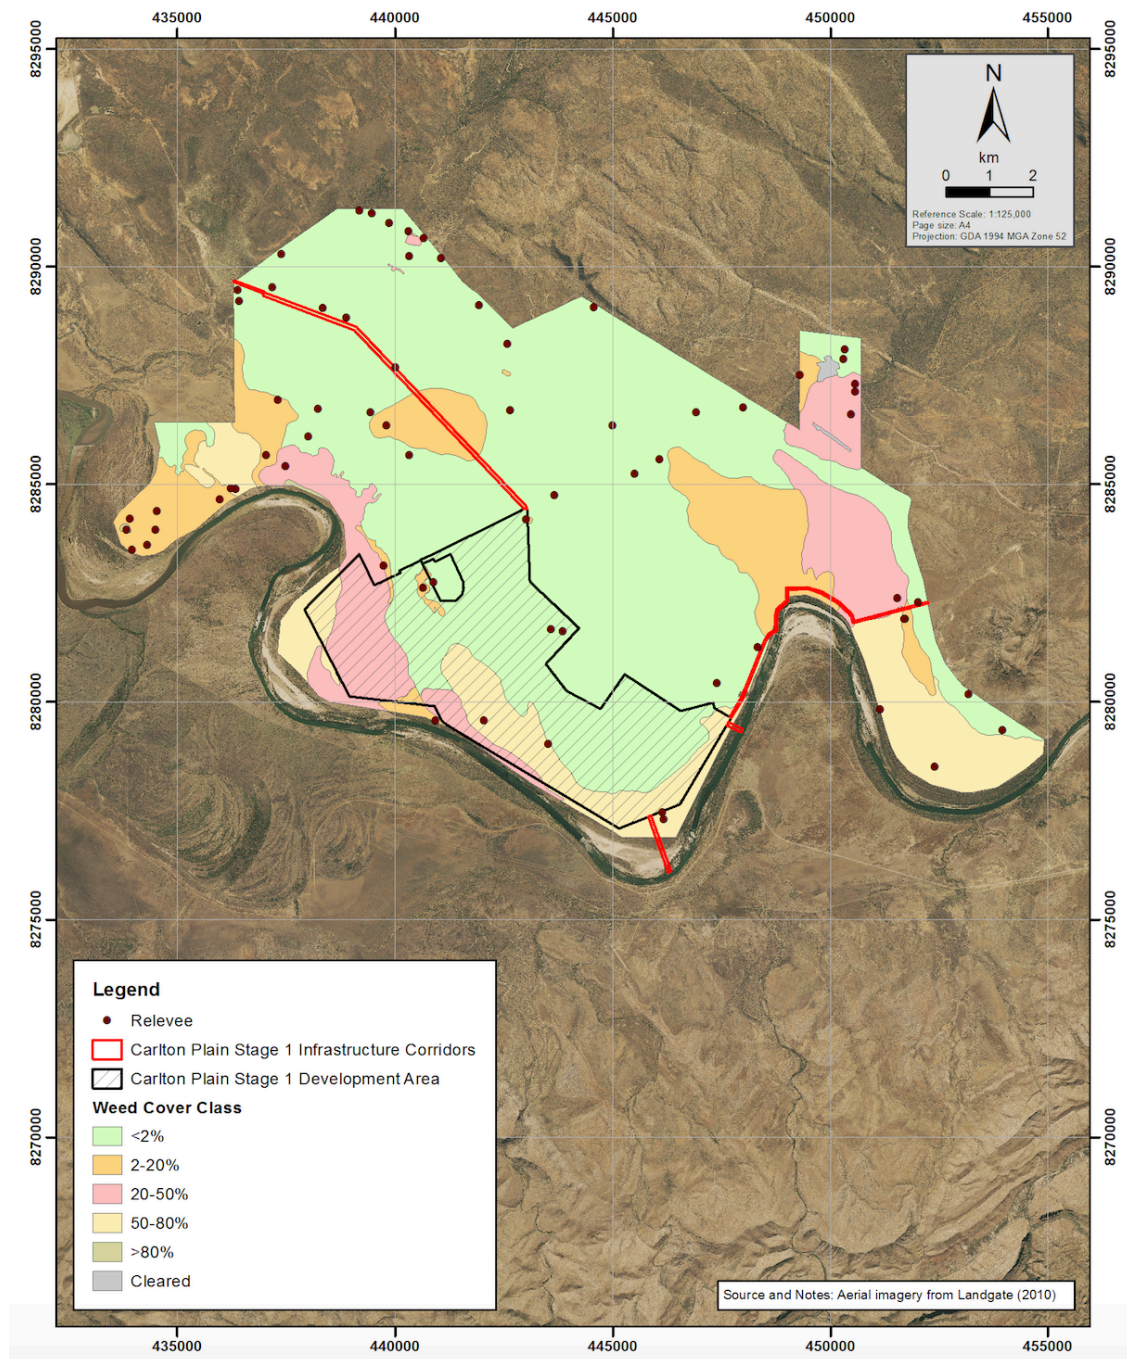 435000 440000 445000 450000 455000
8295000 8295000
N
km
0 1 2
Reference Scale: 1:125,000
Page size: A4
Projection: GDA 1994 MGA Zone 52
8290000 8290000
8285000 8285000
8280000 8280000
8275000 8275000
Legend
Relevee
Carlton Plain Stage 1 Infrastructure Corridors
Carlton Plain Stage 1 Development Area
Weed Cover Class
<2%
8270000 8270000
2-20%
20-50%
50-80%
>80%
Cleared
Source and Notes: Aerial imagery from Landgate (2010)
435000 440000 445000 450000 455000